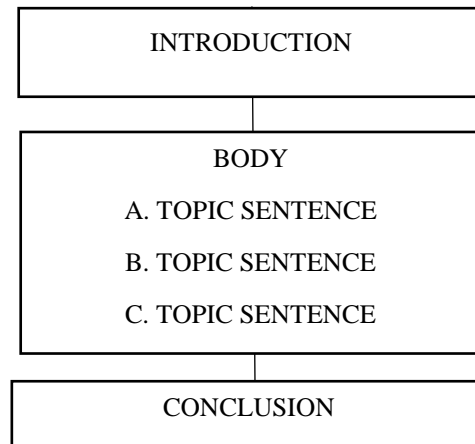 INTRODUCTION
BODY
A. TOPIC SENTENCE
B. TOPIC SENTENCE
C. TOPIC SENTENCE
CONCLUSION